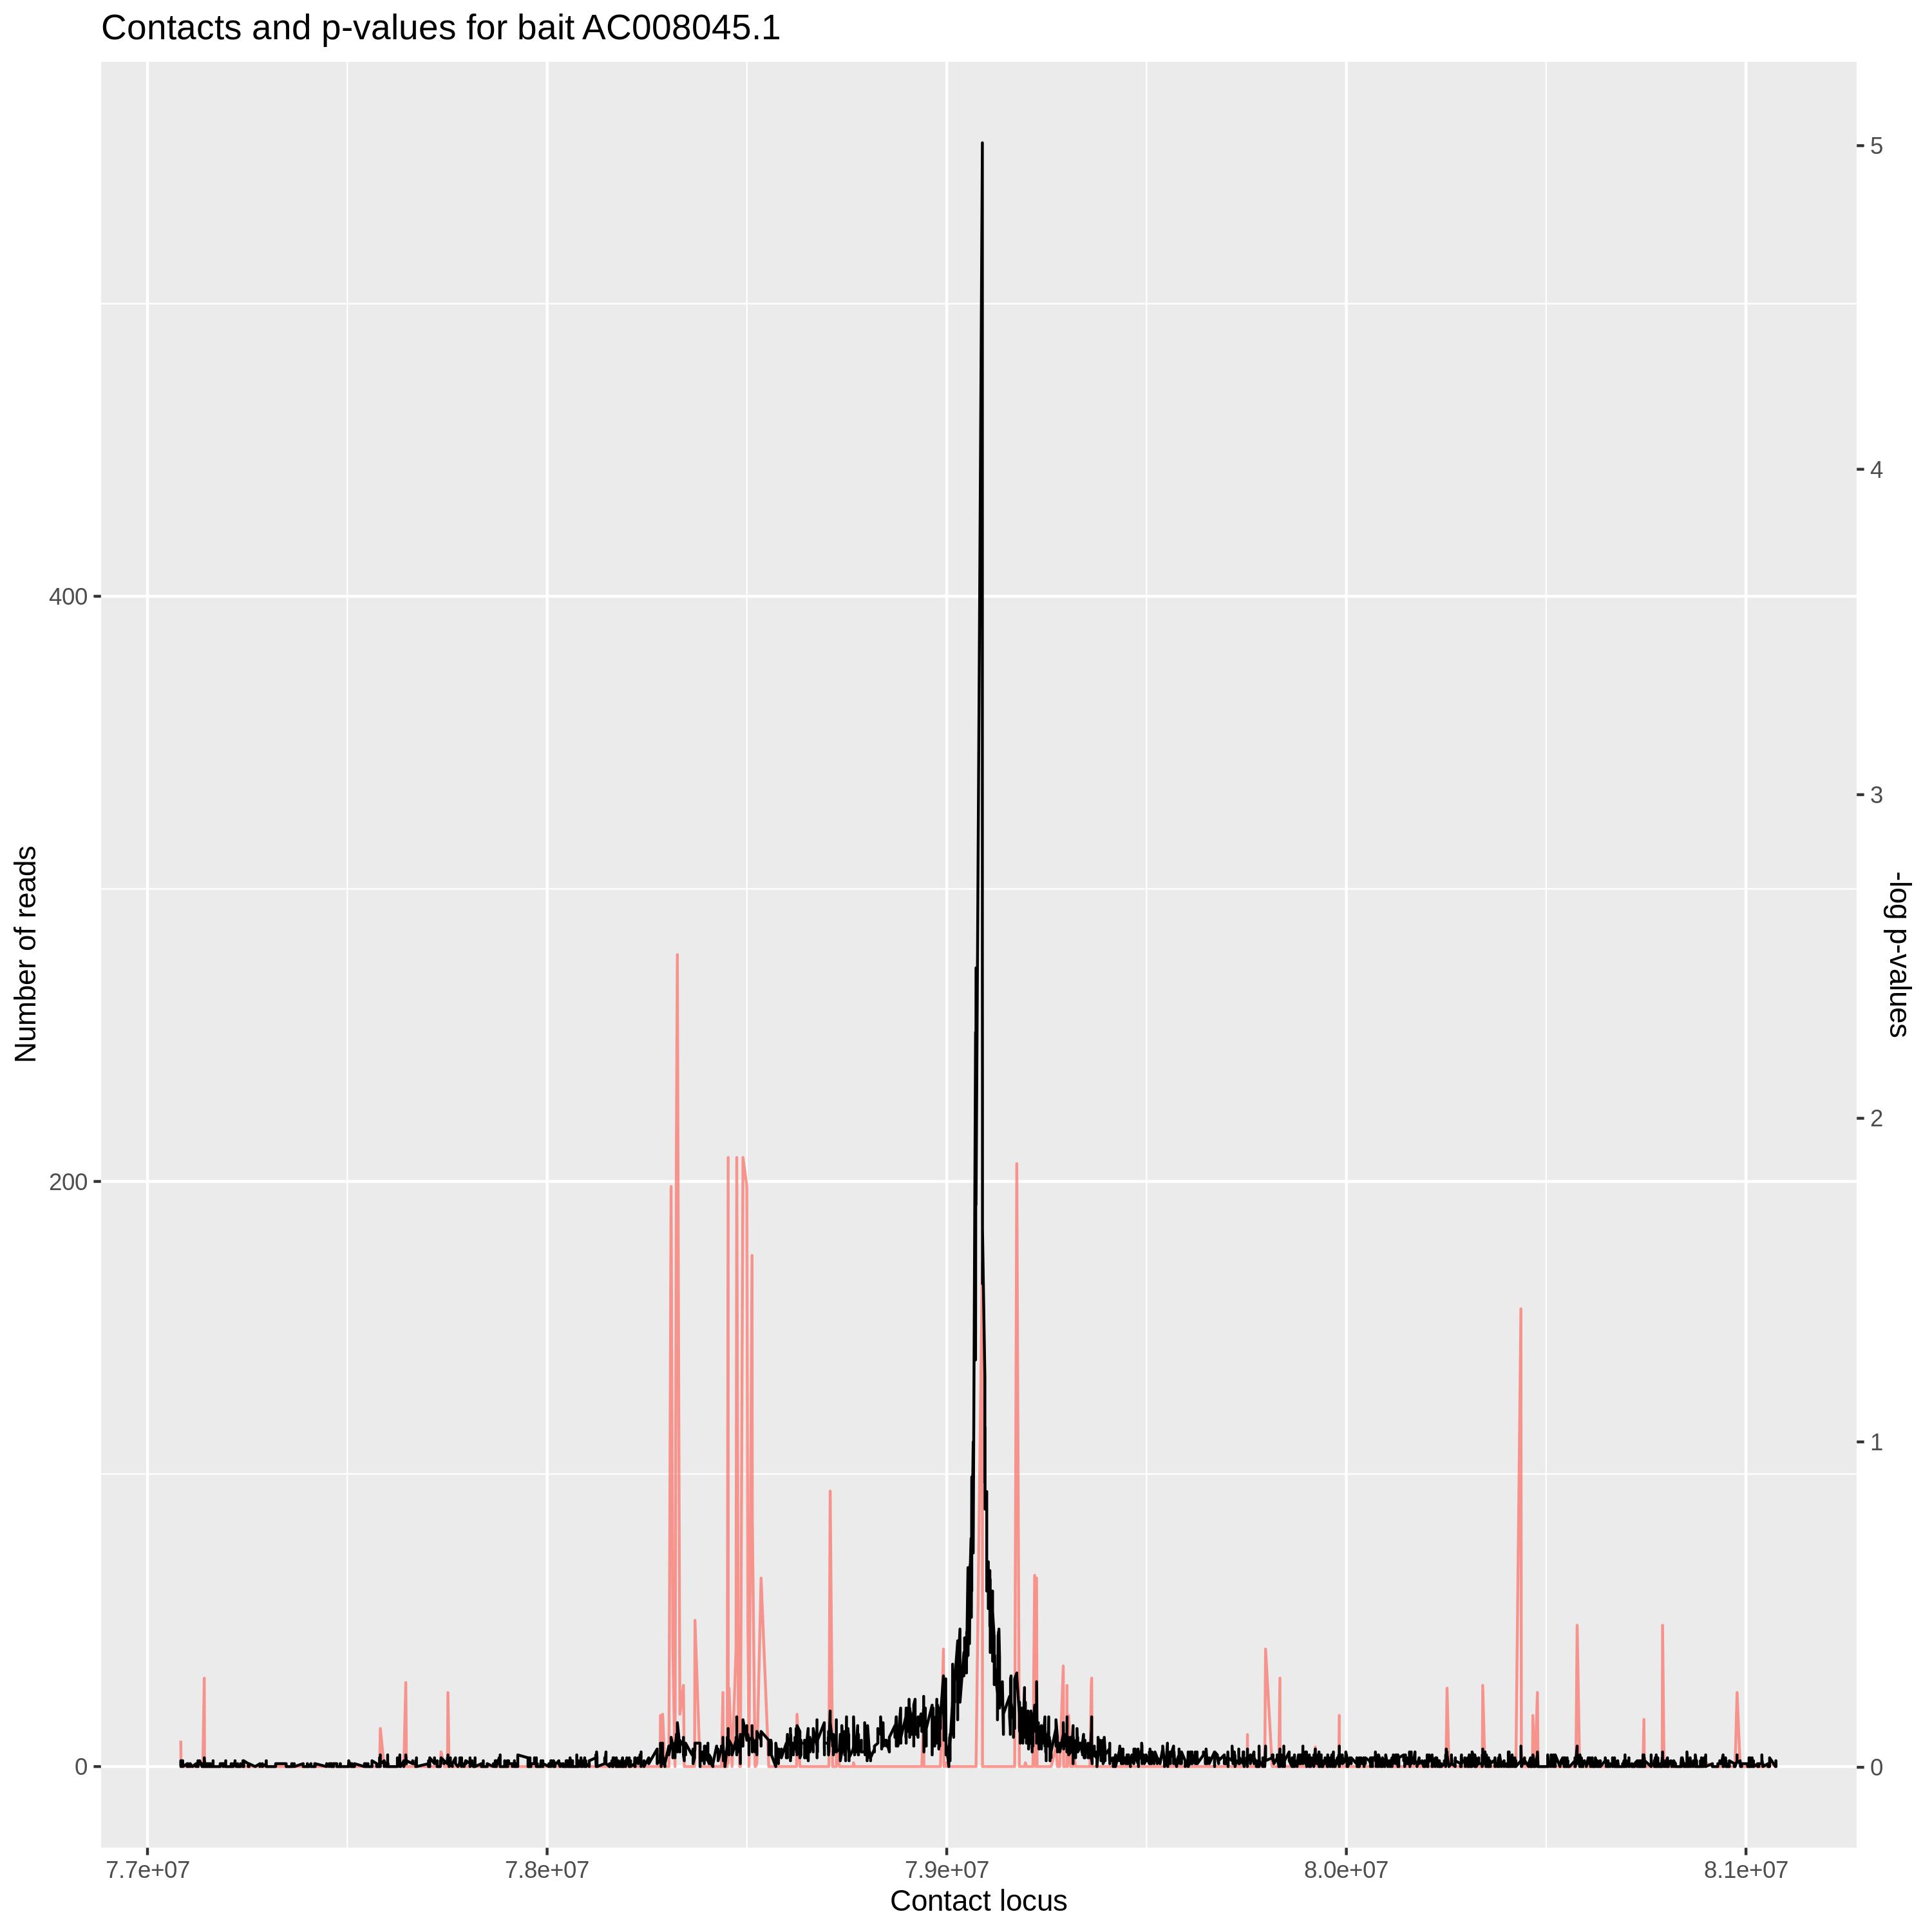 Contacts and p-values for bait AC008045.1
Number of reads
400
200
0
5
4
3
2
1
0
-log p-values
7.7e+07
7.8e+07
7.9e+07
8.0e+07
8.1e+07
Contact locus